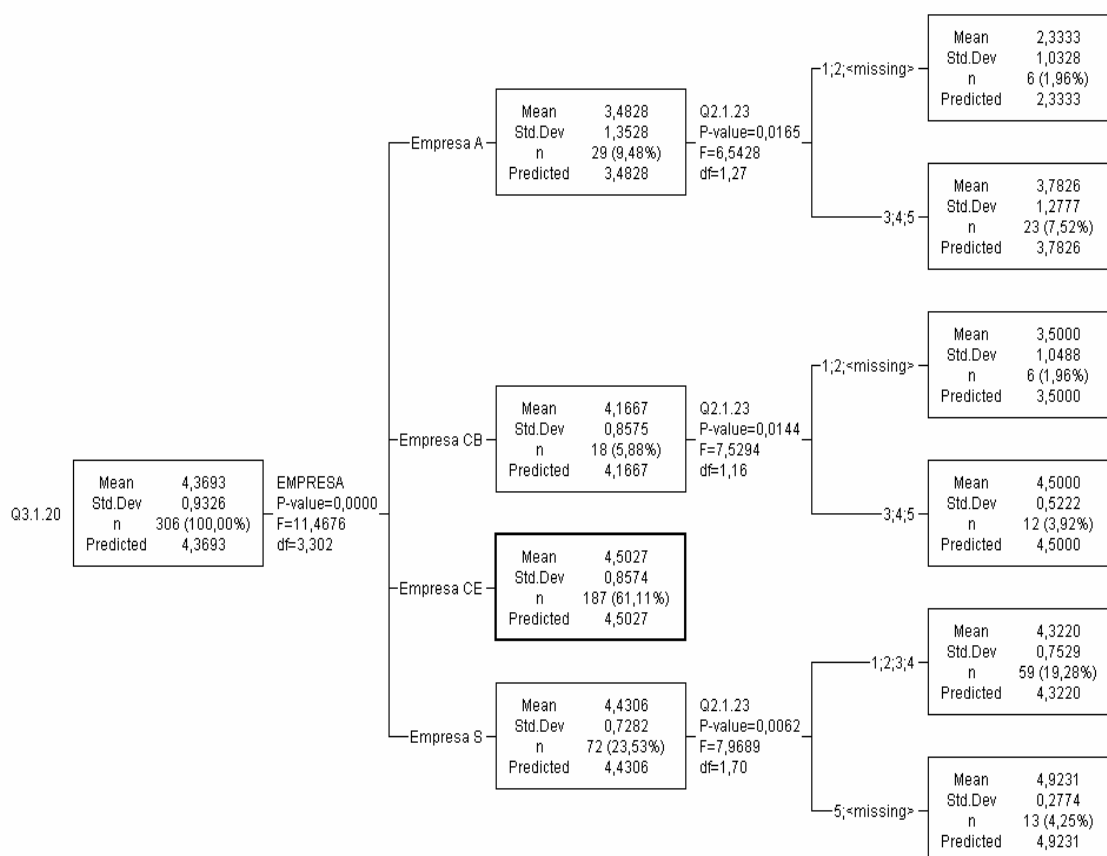 Q3.1.20
Mean 4,3693
Std.Dev 0,9326
n 306 (100,00%)
Predicted 4,3693
EMPRESA
P-value=0,0000
F=11,4676
df=3,302
Empresa A
Mean 3,4828
Std.Dev 1,3528
n 29 (9,48%)
Predicted 3,4828
Q2.1.23
P-value=0,0165
F=6,5428
df=1,27
1;2;<missing>
Mean 2,3333
Std.Dev 1,0328
n 6 (1,96%)
Predicted 2,3333
3;4;5
Mean 3,7826
Std.Dev 1,2777
n 23 (7,52%)
Predicted 3,7826
Empresa CB
Mean 4,1667
Std.Dev 0,8575
n 18 (5,88%)
Predicted 4,1667
Q2.1.23
P-value=0,0144
F=7,5294
df=1,16
1;2;<missing>
Mean 3,5000
Std.Dev 1,0488
n 6 (1,96%)
Predicted 3,5000
3;4;5
Mean 4,5000
Std.Dev 0,5222
n 12 (3,92%)
Predicted 4,5000
Empresa CE
Mean 4,5027
Std.Dev 0,8574
n 187 (61,11%)
Predicted 4,5027
Empresa S
Mean 4,4306
Std.Dev 0,7282
n 72 (23,53%)
Predicted 4,4306
Q2.1.23
P-value=0,0062
F=7,9689
df=1,70
1;2;3;4
Mean 4,3220
Std.Dev 0,7529
n 59 (19,28%)
Predicted 4,3220
5;<missing>
Mean 4,9231
Std.Dev 0,2774
n 13 (4,25%)
Predicted 4,9231